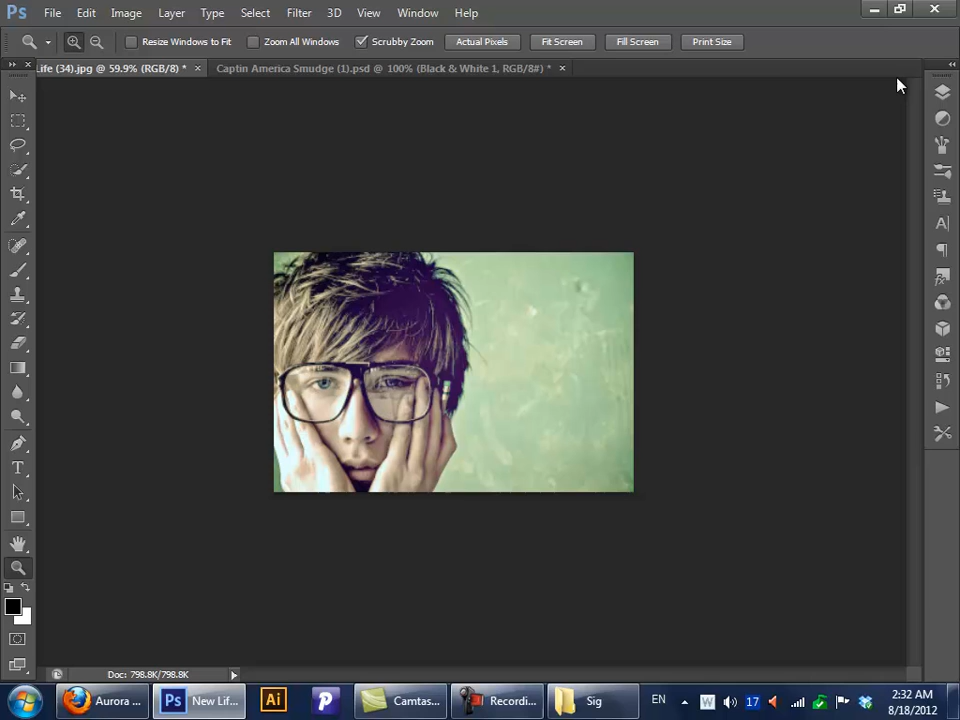 Ps File Edit Image Layer Type Select Filter 3D View Window Help
Resize Windows to Fit Zoom All Windows Scrubby Zoom Actual Pixels Fit Screen Fill Screen Print Size
Life (34).jpg @ 59.9% (RGB/8) * × Captin America Smudge (1).psd @ 100% (Black & White 1, RGB/8#) * ×
A
T
Doc: 798.8K/798.8K
Aurora ... Ps New Lif... Ai P Camtas... Recordi... Sig EN W 17 2:32 AM
8/18/2012